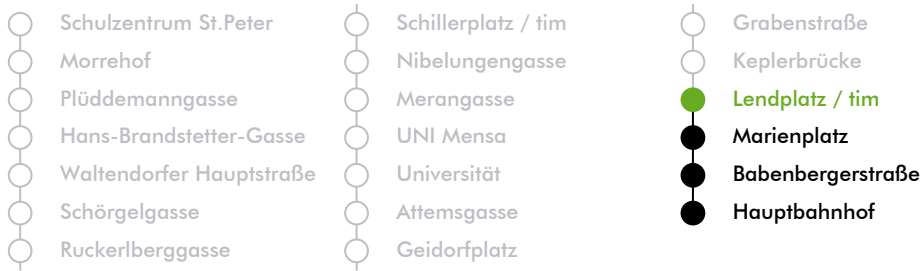 Schulzentrum St.Peter
Morrehof
Plüddemanngasse
Hans-Brandstetter-Gasse
Waltendorfer Hauptstraße
Schörgelgasse
Ruckerlberggasse
Schillerplatz / tim
Nibelungengasse
Merangasse
UNI Mensa
Universität
Attemsgasse
Geidorfplatz
Grabenstraße
Keplerbrücke
Lendplatz / tim
Marienplatz
Babenbergerstraße
Hauptbahnhof